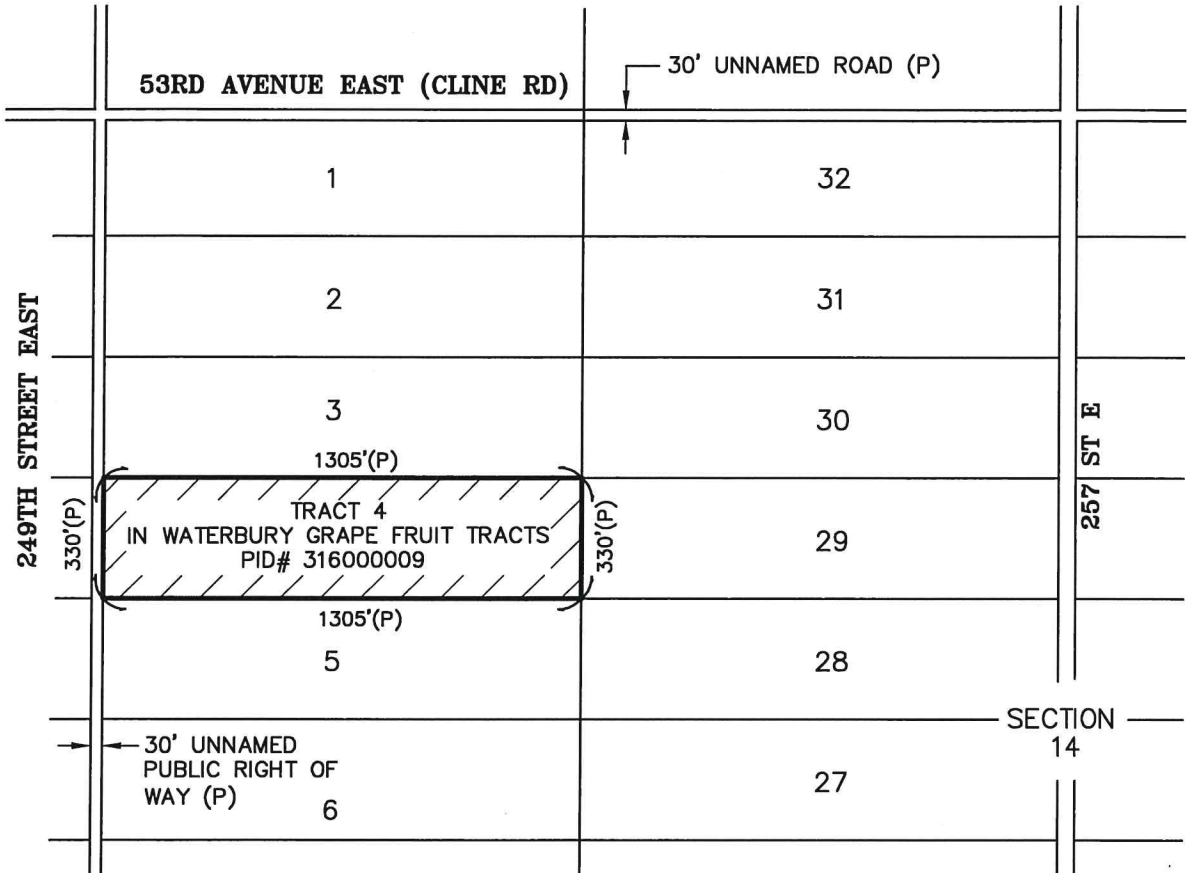 53RD AVENUE EAST (CLINE RD)
30' UNNAMED ROAD (P)
1
32
2
31
249TH STREET EAST
3
30
257 ST E
1305'(P)
330'(P)
TRACT 4
IN WATERBURY GRAPE FRUIT TRACTS
PID# 316000009
330'(P)
29
1305'(P)
5
28
SECTION
14
30' UNNAMED
PUBLIC RIGHT OF
WAY (P)
6
27